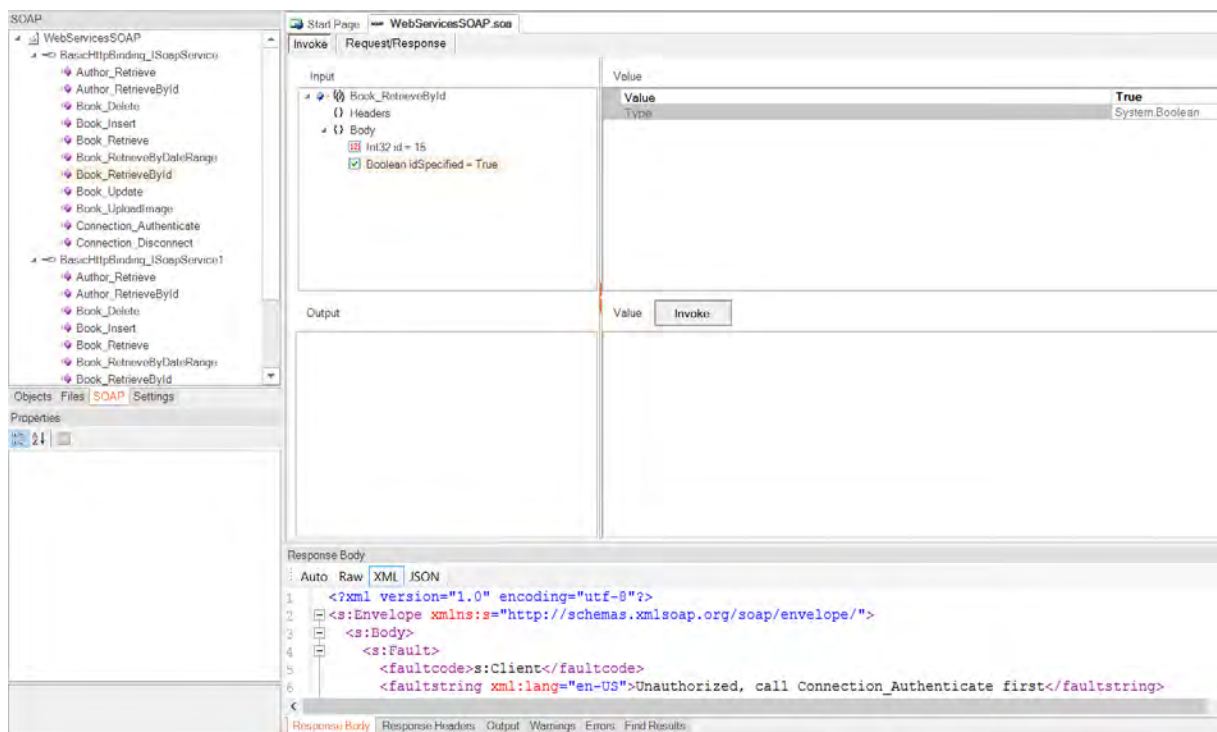 SOAP
WebServicesSOAP
BasicHttpBinding_ISoapService
Author_Retrieve
Author_RetrieveById
Book_Delete
Book_Insert
Book_Retrieve
Book_RetrieveByDateRange
Book_RetrieveById
Book_Update
Book_UploadImage
Connection_Authenticate
Connection_Disconnect
BasicHttpBinding_ISoapService1
Author_Retrieve
Author_RetrieveById
Book_Delete
Book_Insert
Book_Retrieve
Book_RetrieveByDateRange
Book_RetrieveById
Objects Files SOAP Settings
Properties
Start Page WebServicesSOAP.soa
Invoke Request/Response
Input
Book_RetrieveById
{} Headers
{} Body
Int32 id = 15
Boolean idSpecified = True
Value
Value True
Type System.Boolean
Output
Value Invoke
Response Body
Auto Raw XML JSON
1 <?xml version="1.0" encoding="utf-8"?>
2 <s:Envelope xmlns:s="http://schemas.xmlsoap.org/soap/envelope/">
3 <s:Body>
4 <s:Fault>
5 <faultcode>s:Client</faultcode>
6 <faultstring xml:lang="en-US">Unauthorized, call Connection_Authenticate first</faultstring>
Response Body Response Headers Output Warnings Errors Find Results